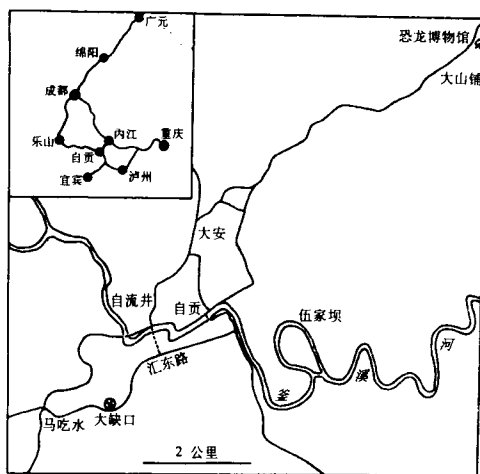 广元
绵阳
成都
乐山
内江
重庆
自贡
宜宾
泸州
恐龙博物馆
大山铺
大安
自流井
自贡
伍家坝
汇东路
釜
溪
河
马吃水
大缺口
2 公里